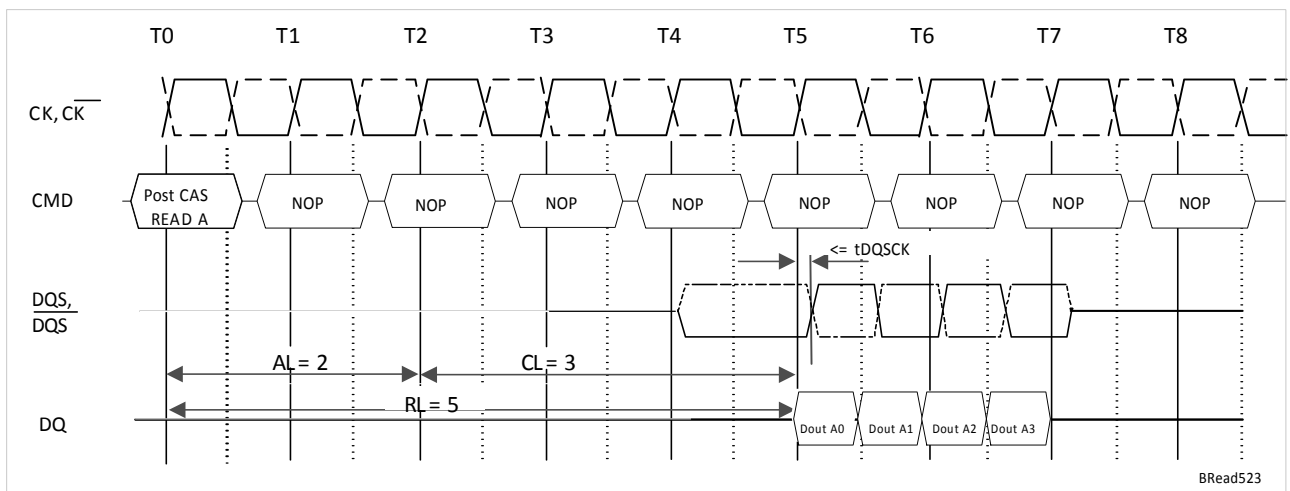 T0 T1 T2 T3 T4 T5 T6 T7 T8
CK, CK
CMD
Post CAS
READ A
NOP NOP NOP NOP NOP NOP NOP NOP
<= tDQSCK
DQS,
DQS
AL = 2
CL = 3
RL = 5
DQ
Dout A0 Dout A1 Dout A2 Dout A3
BRead523